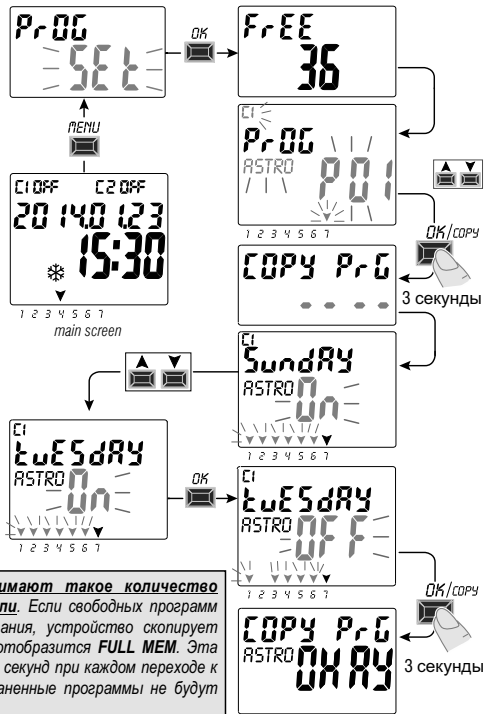 PrOG
SEt
OK
FrEE
36
MENU
C1
PrOG
ASTRO
P01
1 2 3 4 5 6 7
C1 OFF C2 OFF
2014.01.23
15:30
1 2 3 4 5 6 7
main screen
OK/COPY
3 секунды
COPY PrG
- - - -
C1
SundAY
ASTRO On
1 2 3 4 5 6 7
C1
tuESdAY
ASTRO On
1 2 3 4 5 6 7
OK
C1
tuESdAY
ASTRO OFF
1 2 3 4 5 6 7
OK/COPY
3 секунды
COPY PrG
ASTRO OKAY
имают такое количество
ли. Если свободных программ
ания, устройство скопирует
отобразится FULL MEM. Эта
секунд при каждом переходе к
аненные программы не будут